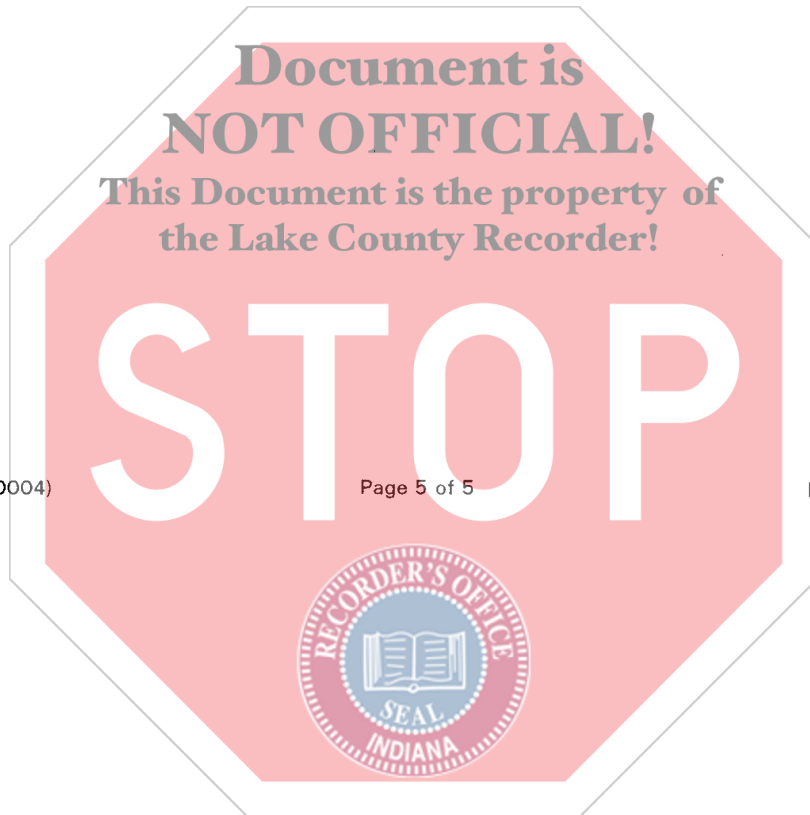 Document is
NOT OFFICIAL!
This Document is the property of
the Lake County Recorder!
STOP
0004)
Page 5 of 5
RECORDER'S OFFICE
SEAL
INDIANA